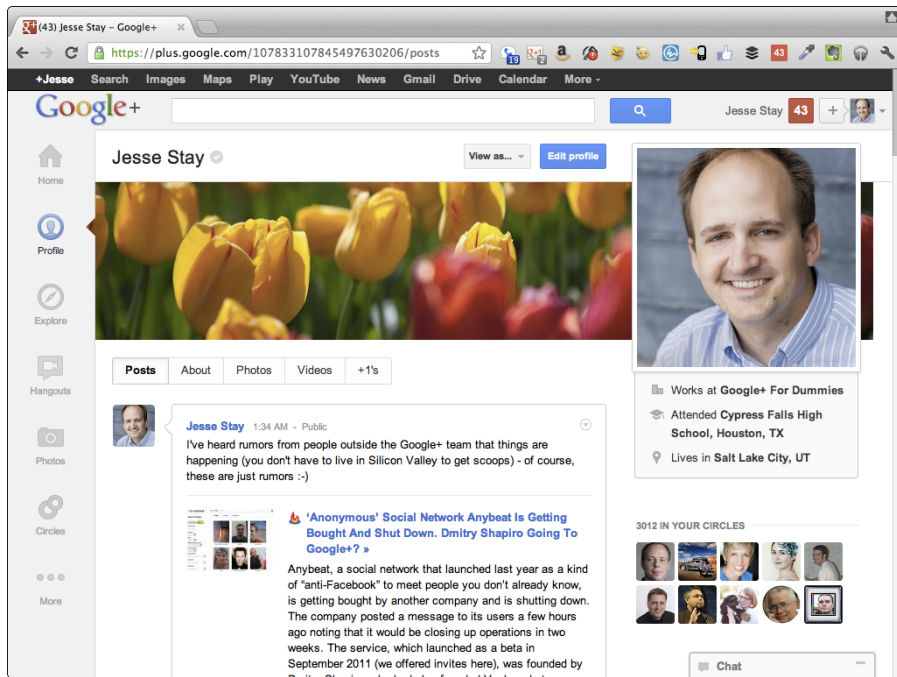 (43) Jesse Stay - Google+
https://plus.google.com/107833107845497630206/posts
19
2
43
+Jesse Search Images Maps Play YouTube News Gmail Drive Calendar More
Google+
Jesse Stay 43 +
Home
Profile
Explore
Hangouts
Photos
Circles
More
Jesse Stay
View as...
Edit profile
Posts About Photos Videos +1's
Jesse Stay 1:34 AM - Public
I've heard rumors from people outside the Google+ team that things are
happening (you don't have to live in Silicon Valley to get scoops) - of course,
these are just rumors :-)
'Anonymous' Social Network Anybeat Is Getting
Bought And Shut Down. Dmitry Shapiro Going To
Google+? »
Anybeat, a social network that launched last year as a kind
of "anti-Facebook" to meet people you don't already know,
is getting bought by another company and is shutting down.
The company posted a message to its users a few hours
ago noting that it would be closing up operations in two
weeks. The service, which launched as a beta in
September 2011 (we offered invites here), was founded by
Works at Google+ For Dummies
Attended Cypress Falls High
School, Houston, TX
Lives in Salt Lake City, UT
3012 IN YOUR CIRCLES
Chat